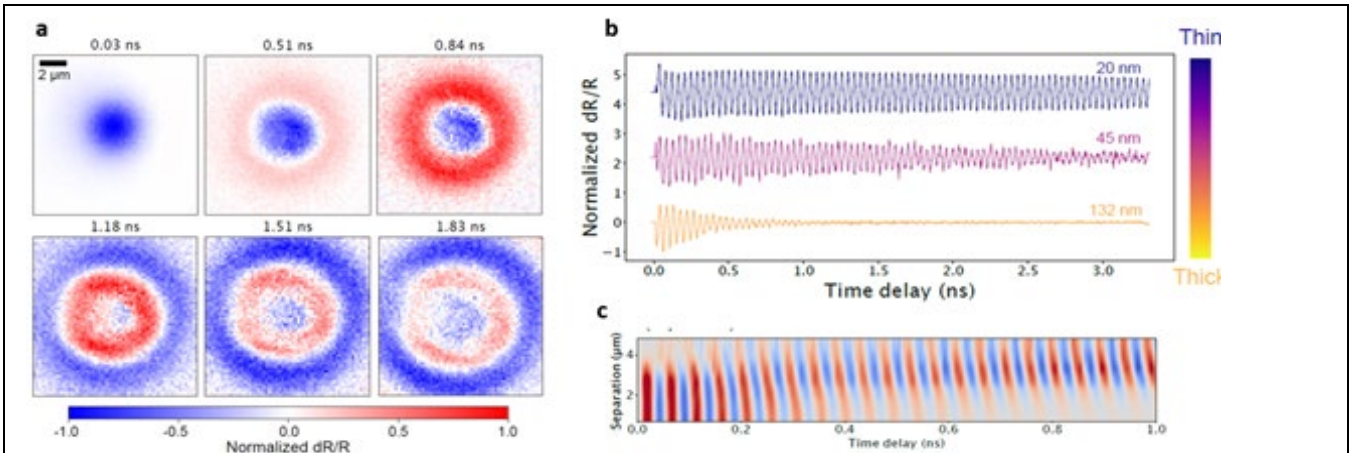 a
0.03 ns
0.51 ns
0.84 ns
2 μm
1.18 ns
1.51 ns
1.83 ns
-1.0
-0.5
0.0
0.5
1.0
Normalized dR/R
b
Thin
20 nm
45 nm
132 nm
5
4
3
2
1
0
−1
Normalized dR/R
0.0
0.5
1.0
1.5
2.0
2.5
3.0
Time delay (ns)
Thick
c
4
2
Separation (μm)
0.0
0.2
0.4
0.6
0.8
1.0
Time delay (ns)